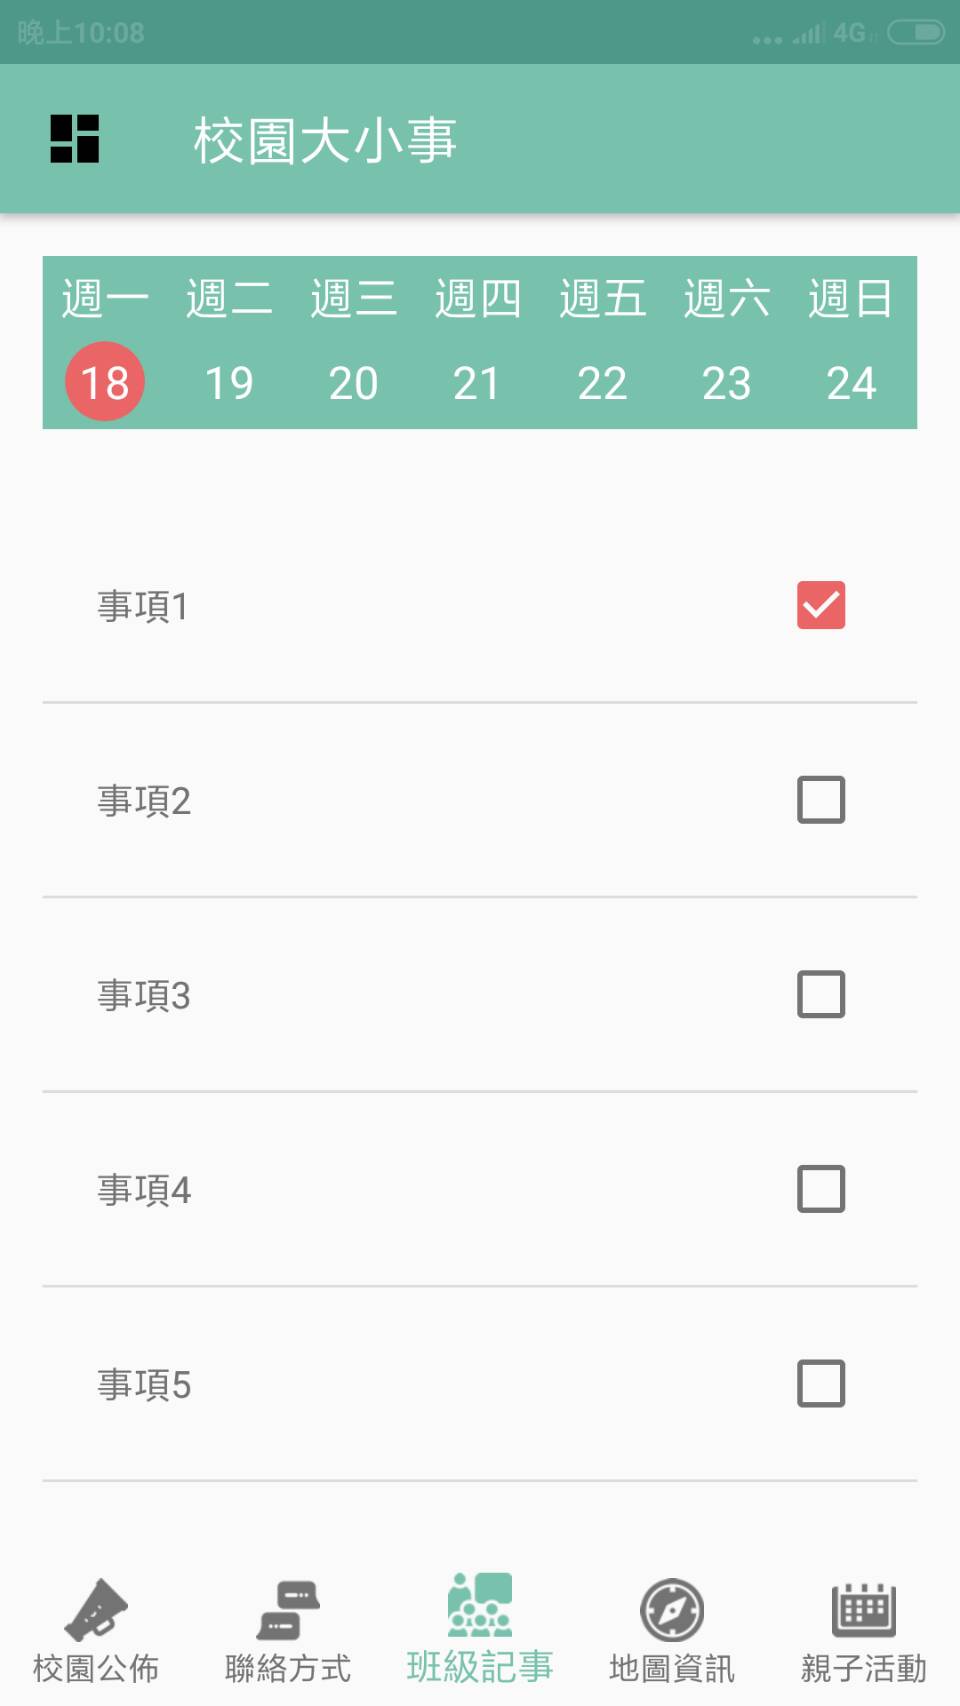 晚上10:08
4G
校園大小事
週一 週二 週三 週四 週五 週六 週日
18 19 20 21 22 23 24
事項1
事項2
事項3
事項4
事項5
校園公佈 聯絡方式 班級記事 地圖資訊 親子活動